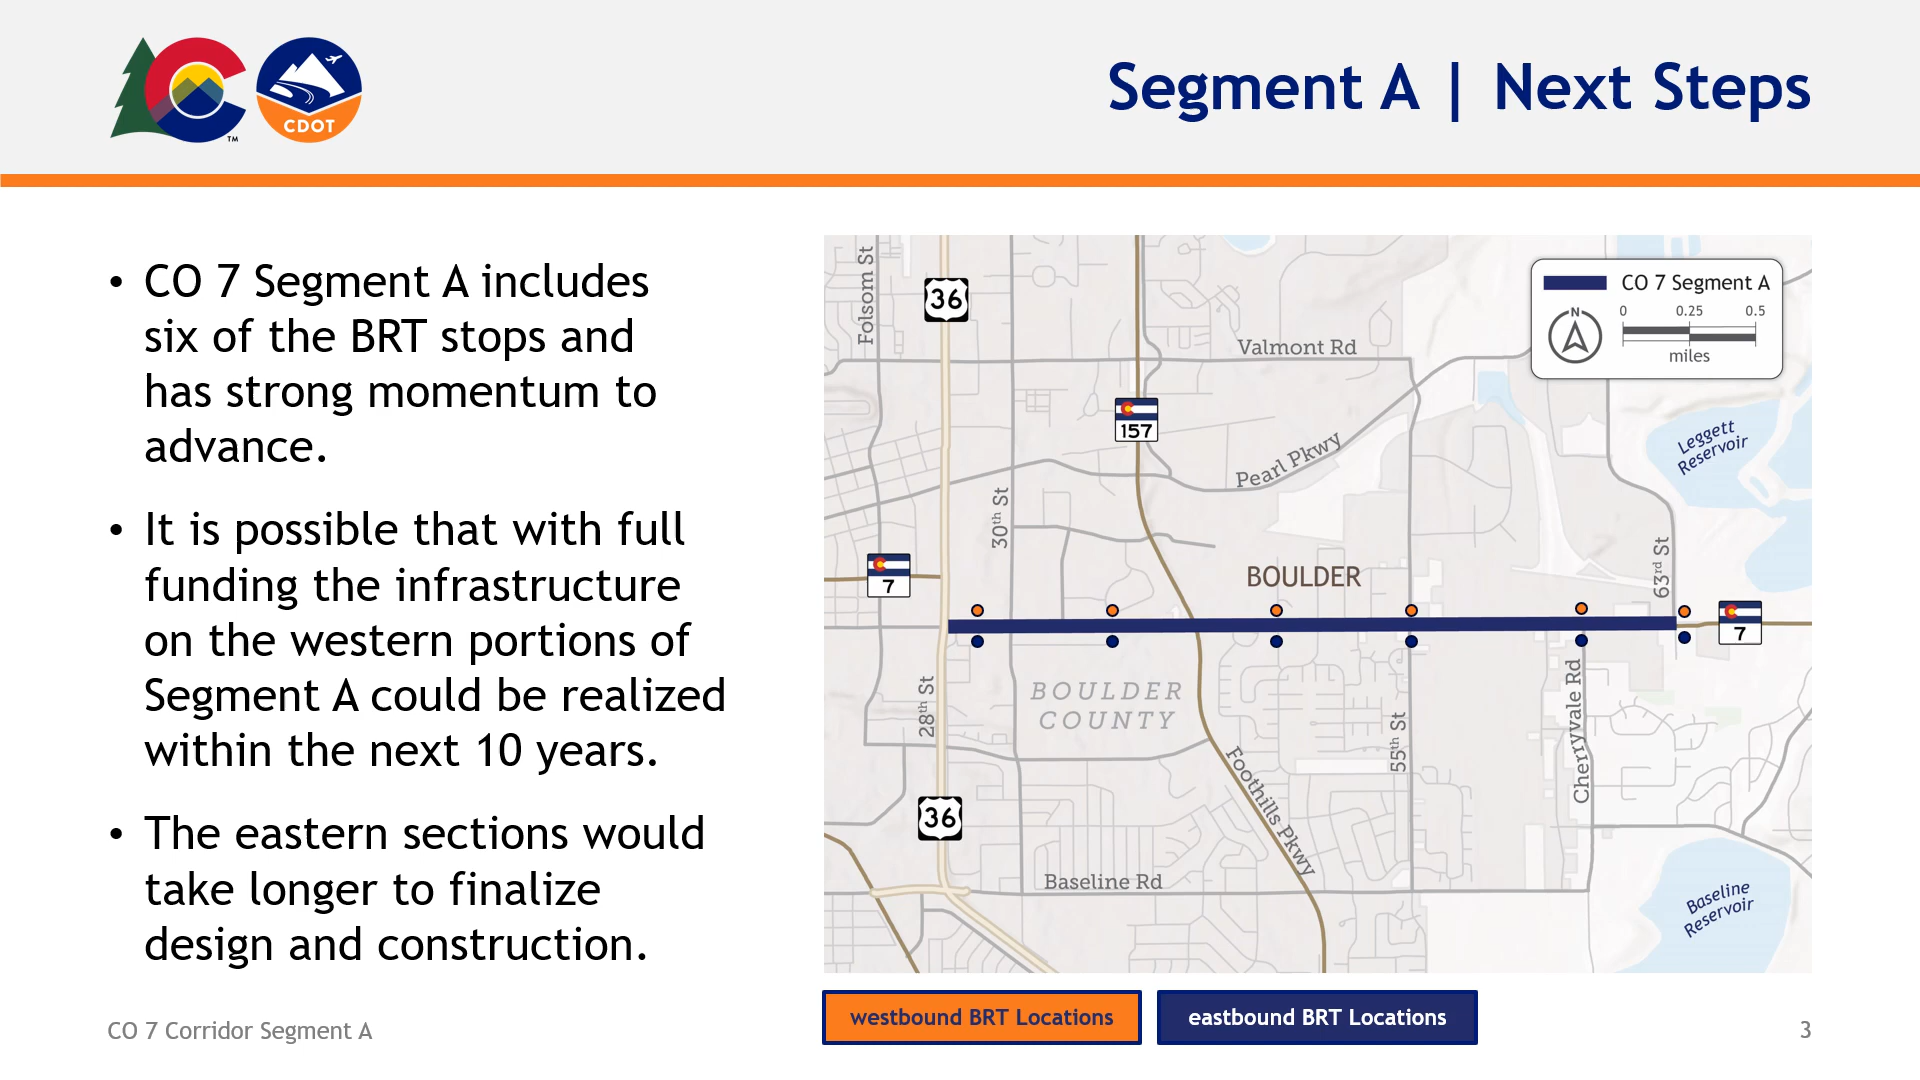 CDOT
TM
Segment A | Next Steps
• CO 7 Segment A includes
six of the BRT stops and
has strong momentum to
advance.
• It is possible that with full
funding the infrastructure
on the western portions of
Segment A could be realized
within the next 10 years.
• The eastern sections would
take longer to finalize
design and construction.
Folsom St
36
Valmont Rd
CO 7 Segment A
N
0 0.25 0.5
miles
157
Pearl Pkwy
Leggett
Reservoir
30th St
63rd St
7
BOULDER
7
28th St
BOULDER
COUNTY
55th St
Cherryvale Rd
Foothills Pkwy
36
Baseline Rd
Baseline
Reservoir
westbound BRT Locations
eastbound BRT Locations
CO 7 Corridor Segment A
3